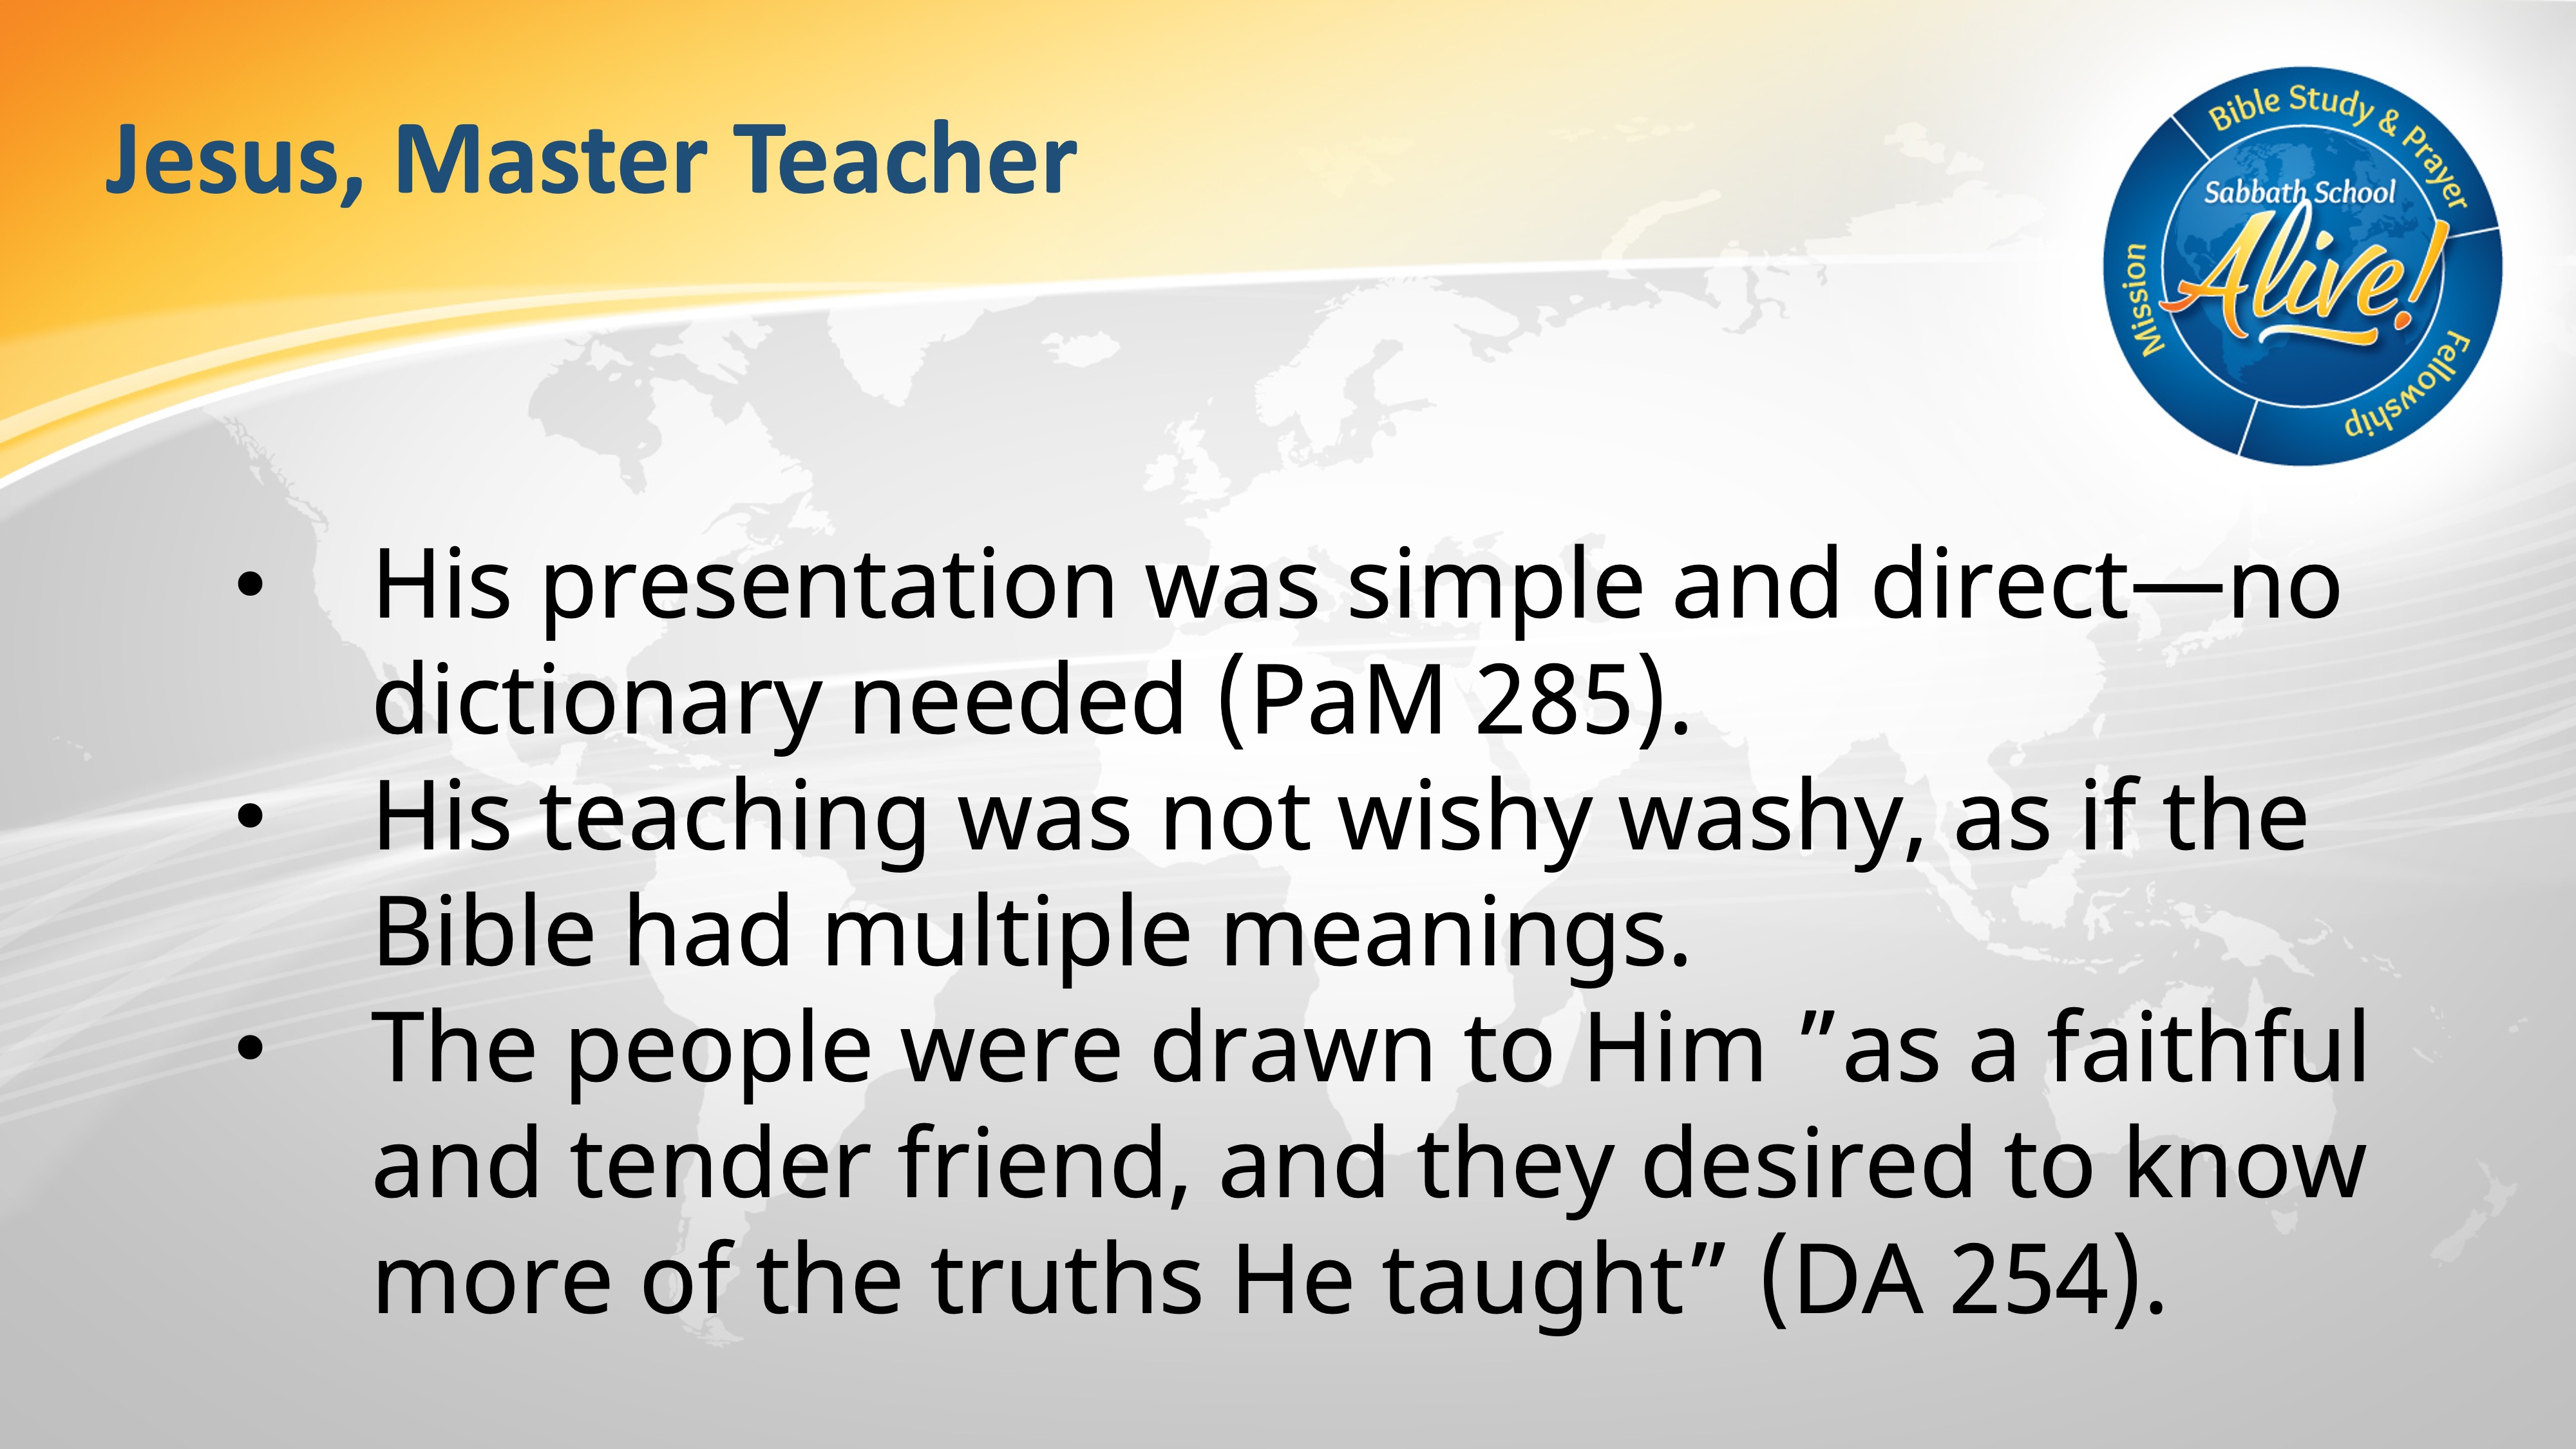 Jesus, Master Teacher
Bible Study & Prayer
Sabbath School
Alive!
Mission
Fellowship
• His presentation was simple and direct—no
dictionary needed (PaM 285).
• His teaching was not wishy washy, as if the
Bible had multiple meanings.
• The people were drawn to Him ”as a faithful
and tender friend, and they desired to know
more of the truths He taught” (DA 254).